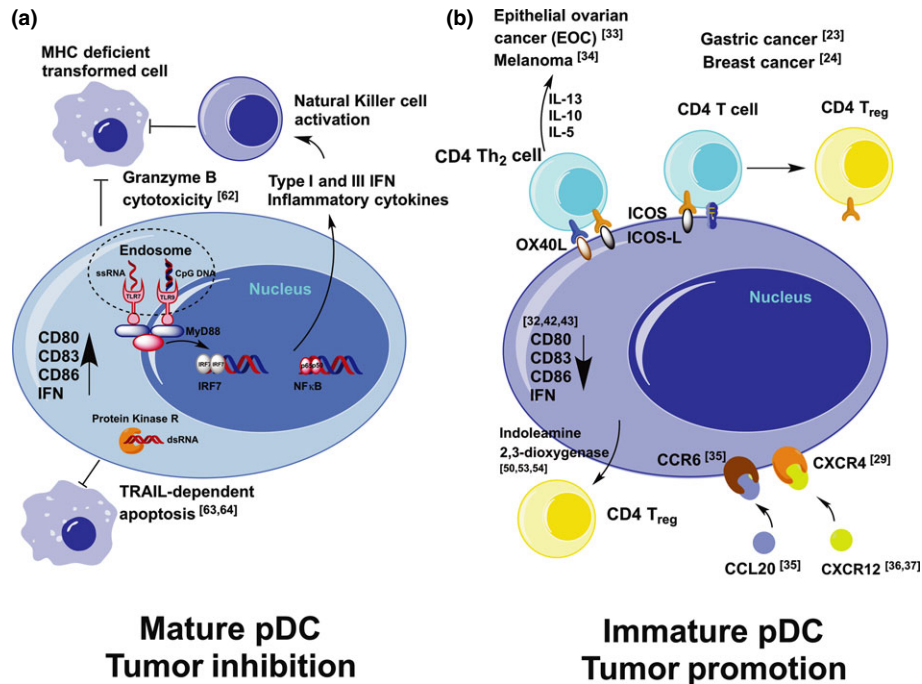 (a)
MHC deficient
transformed cell
Natural Killer cell
activation
Granzyme B
cytotoxicity [62]
Type I and III IFN
Inflammatory cytokines
Endosome
ssRNA
CpG DNA
TLR7
TLR9
MyD88
Nucleus
CD80
CD83
CD86
IFN
IRF7
IRF7
IRF7
p65
p50
NFκB
Protein Kinase R
dsRNA
TRAIL-dependent
apoptosis [63,64]
Mature pDC
Tumor inhibition
(b)
Epithelial ovarian
cancer (EOC) [33]
Melanoma [34]
Gastric cancer [23]
Breast cancer [24]
IL-13
IL-10
IL-5
CD4 Th2 cell
CD4 T cell
CD4 Treg
OX40L
ICOS
ICOS-L
Nucleus
[32,42,43]
CD80
CD83
CD86
IFN
Indoleamine
2,3-dioxygenase
[50,53,54]
CD4 Treg
CCR6 [35]
CXCR4 [29]
CCL20 [35]
CXCR12 [36,37]
Immature pDC
Tumor promotion